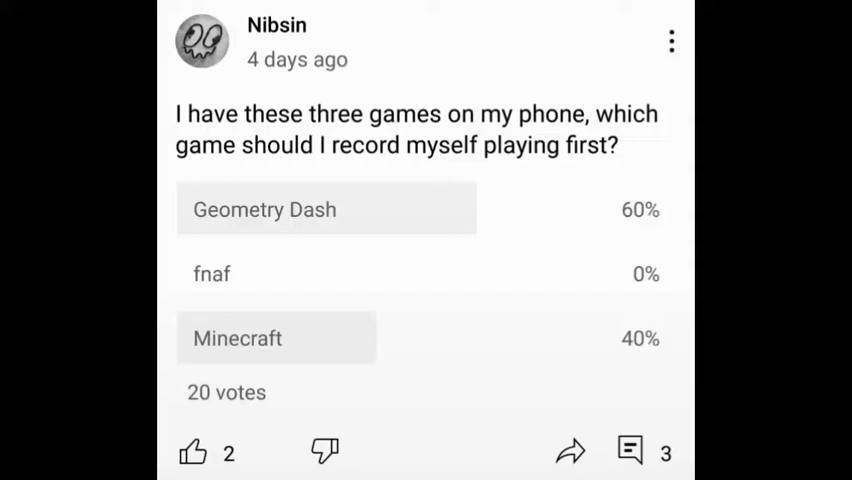 Nibsin
4 days ago
I have these three games on my phone, which
game should I record myself playing first?
Geometry Dash 60%
fnaf 0%
Minecraft 40%
20 votes
2 3